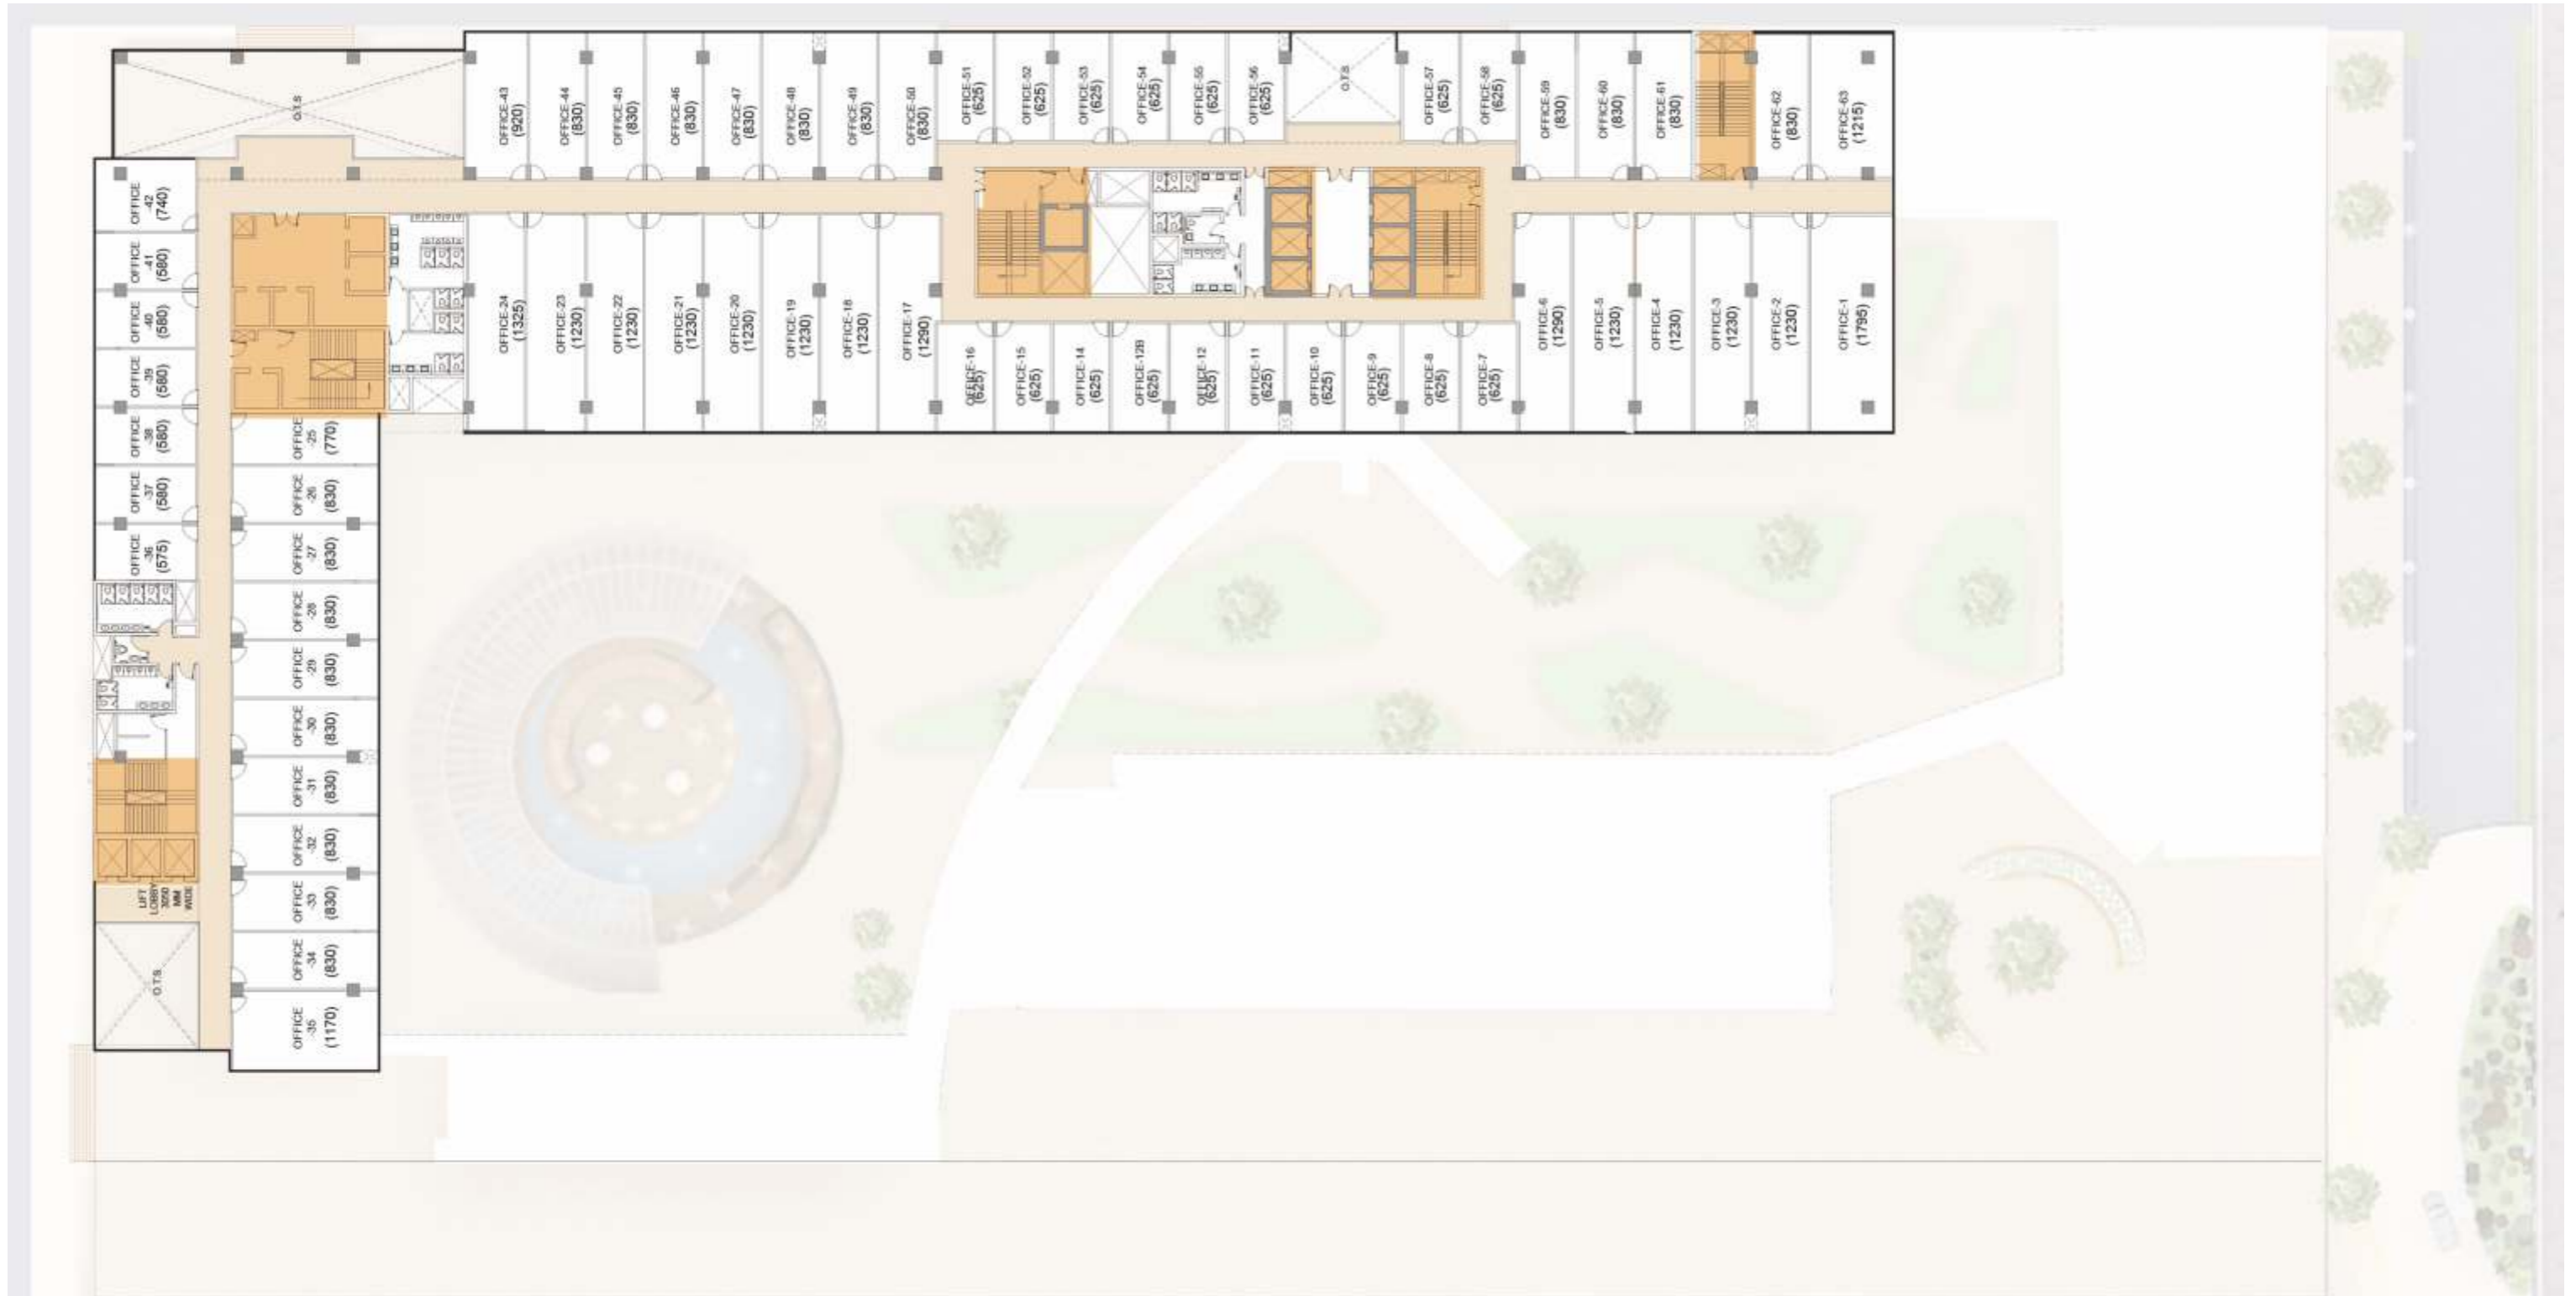 O.T.S
OFFICE-43
(920)
OFFICE-44
(830)
OFFICE-45
(830)
OFFICE-46
(830)
OFFICE-47
(830)
OFFICE-48
(830)
OFFICE-49
(830)
OFFICE-50
(830)
OFFICE-51
(625)
OFFICE-52
(625)
OFFICE-53
(625)
OFFICE-54
(625)
OFFICE-55
(625)
OFFICE-56
(625)
O.T.S
OFFICE-57
(625)
OFFICE-58
(625)
OFFICE-59
(830)
OFFICE-60
(830)
OFFICE-61
(830)
OFFICE-62
(830)
OFFICE-63
(1215)
OFFICE-24
(1325)
OFFICE-23
(1230)
OFFICE-22
(1230)
OFFICE-21
(1230)
OFFICE-20
(1230)
OFFICE-19
(1230)
OFFICE-18
(1230)
OFFICE-17
(1290)
OFFICE-16
(625)
OFFICE-15
(625)
OFFICE-14
(625)
OFFICE-12B
(625)
OFFICE-12
(625)
OFFICE-11
(625)
OFFICE-10
(625)
OFFICE-9
(625)
OFFICE-8
(625)
OFFICE-7
(625)
OFFICE-6
(1290)
OFFICE-5
(1230)
OFFICE-4
(1230)
OFFICE-3
(1230)
OFFICE-2
(1230)
OFFICE-1
(1795)
OFFICE
-42
(740)
OFFICE
-41
(580)
OFFICE
-40
(580)
OFFICE
-39
(580)
OFFICE
-38
(580)
OFFICE
-37
(580)
OFFICE
-36
(575)
OFFICE
-25
(770)
OFFICE
-26
(830)
OFFICE
-27
(830)
OFFICE
-28
(830)
OFFICE
-29
(830)
OFFICE
-30
(830)
OFFICE
-31
(830)
OFFICE
-32
(830)
OFFICE
-33
(830)
OFFICE
-34
(830)
OFFICE
-35
(1170)
LIFT
LOBBY
3050
MM
WIDE
O.T.S